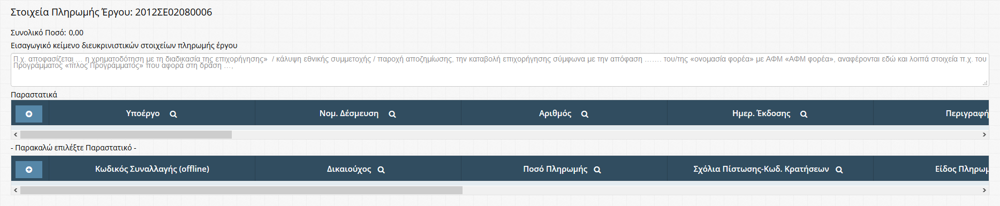 Στοιχεία Πληρωμής Έργου: 2012ΣΕ02080006
Συνολικό Ποσό: 0,00
Εισαγωγικό κείμενο διευκρινιστικών στοιχείων πληρωμής έργου
Π.χ. αποφασίζεται ... η χρηματοδότηση με τη διαδικασία της επιχορήγησης» / κάλυψη εθνικής συμμετοχής / παροχή αποζημίωσης, την καταβολή επιχορήγησης σύμφωνα με την απόφαση ....... του/της «ονομασία φορέα» με ΑΦΜ «ΑΦΜ φορέα», αναφέρονται εδώ και λοιπά στοιχεία π.χ. του
Προγράμματος «τίτλος Προγράμματος» που αφορά στη δράση ...,
Παραστατικά
Υποέργο Νομ. Δέσμευση Αριθμός Ημερ. Έκδοσης Περιγραφή
- Παρακαλώ επιλέξτε Παραστατικό -
Κωδικός Συναλλαγής (offline) Δικαιούχος Ποσό Πληρωμής Σχόλια Πίστωσης-Κωδ. Κρατήσεων Είδος Πληρωμ